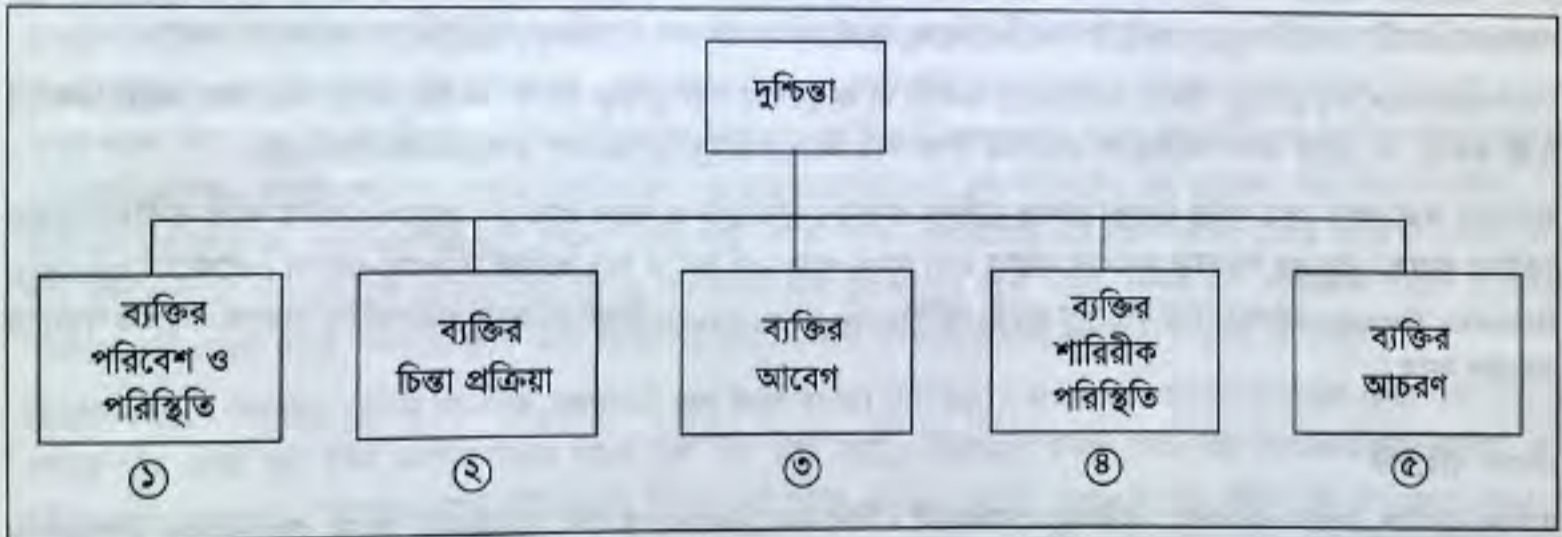 দুশ্চিন্তা
ব্যক্তির
পরিবেশ ও
পরিস্থিতি
১
ব্যক্তির
চিন্তা প্রক্রিয়া
২
ব্যক্তির
আবেগ
৩
ব্যক্তির
শারিরীক
পরিস্থিতি
৪
ব্যক্তির
আচরণ
৫